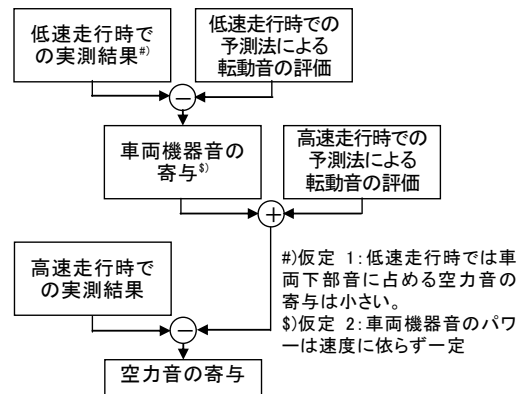 低速走行時で
の実測結果#)
低速走行時での
予測法による
転動音の評価
−
車両機器音の
寄与$)
高速走行時での
予測法による
転動音の評価
+
高速走行時で
の実測結果
#)仮定 1:低速走行時では車
両下部音に占める空力音の
寄与は小さい。
$)仮定 2:車両機器音のパワ
ーは速度に依らず一定
−
空力音の寄与